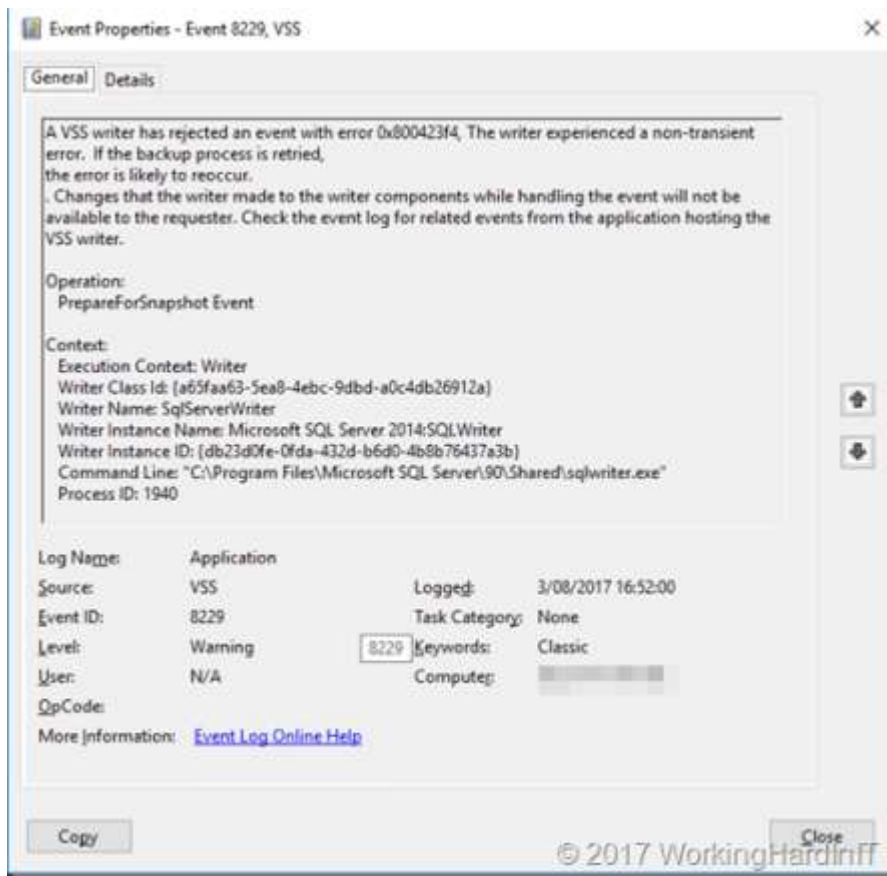 Event Properties - Event 8229, VSS
General Details
A VSS writer has rejected an event with error 0x800423f4, The writer experienced a non-transient
error. If the backup process is retried,
the error is likely to reoccur.
. Changes that the writer made to the writer components while handling the event will not be
available to the requester. Check the event log for related events from the application hosting the
VSS writer.
Operation:
PrepareForSnapshot Event
Context:
Execution Context: Writer
Writer Class Id: {a65faa63-5ea8-4ebc-9dbd-a0c4db26912a}
Writer Name: SqlServerWriter
Writer Instance Name: Microsoft SQL Server 2014:SQLWriter
Writer Instance ID: {db23d0fe-0fda-432d-b6d0-4b8b76437a3b}
Command Line: "C:\Program Files\Microsoft SQL Server\90\Shared\sqlwriter.exe"
Process ID: 1940
Log Name: Application
Source: VSS Logged: 3/08/2017 16:52:00
Event ID: 8229 Task Category: None
Level: Warning 8229 Keywords: Classic
User: N/A Computer:
OpCode:
More Information: Event Log Online Help
Copy Close
© 2017 WorkingHardInIT